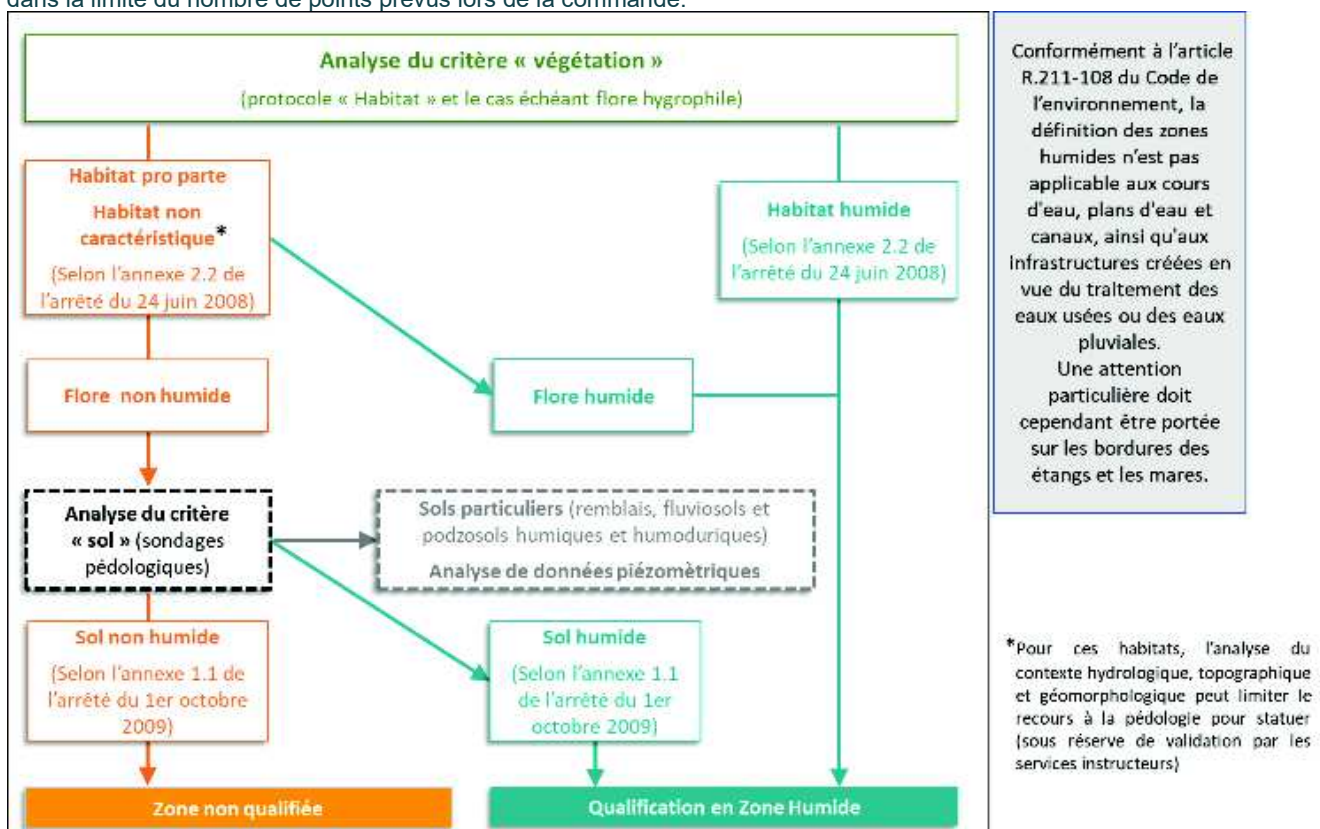 dans la limite du nombre de points prévus lors de la commande.
Analyse du critère « végétation »
(protocole « Habitat » et le cas échéant flore hygrophile)
Habitat pro parte
Habitat non
caractéristique*
(Selon l’annexe 2.2 de
l’arrêté du 24 juin 2008)
Habitat humide
(Selon l’annexe 2.2 de
l’arrêté du 24 juin 2008)
Flore non humide
Flore humide
Analyse du critère
« sol » (sondages
pédologiques)
Sols particuliers (remblais, fluviosols et
podzosols humiques et humoduriques)
Analyse de données piézomètriques
Sol non humide
(Selon l’annexe 1.1 de
l’arrêté du 1er octobre
2009)
Sol humide
(Selon l’annexe 1.1
de l’arrêté du 1er
octobre 2009)
Zone non qualifiée
Qualification en Zone Humide
Conformément à l’article
R.211-108 du Code de
l’environnement, la
définition des zones
humides n’est pas
applicable aux cours
d'eau, plans d'eau et
canaux, ainsi qu'aux
infrastructures créées en
vue du traitement des
eaux usées ou des eaux
pluviales.
Une attention
particulière doit
cependant être portée
sur les bordures des
étangs et les mares.
*Pour ces habitats, l’analyse du
contexte hydrologique, topographique
et géomorphologique peut limiter le
recours à la pédologie pour statuer
(sous réserve de validation par les
services instructeurs)